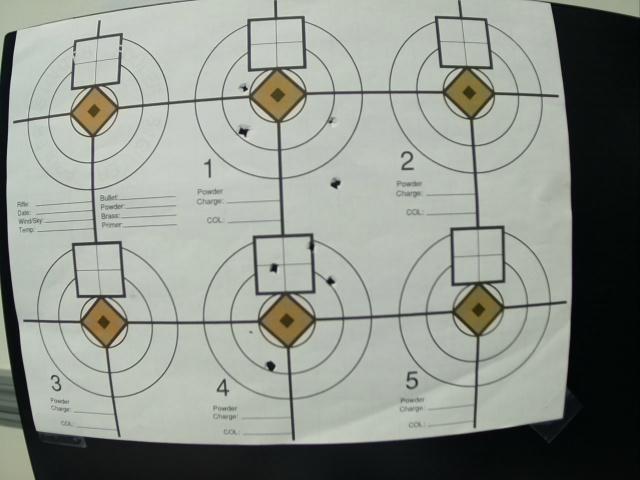 1
Powder
Charge:
COL:
2
Powder
Charge:
COL:
Rifle: Bullet:
Date: Powder:
Wind/Sky: Brass:
Temp: Primer:
3
Powder
Charge:
COL:
4
Powder
Charge:
COL:
5
Powder
Charge:
COL: